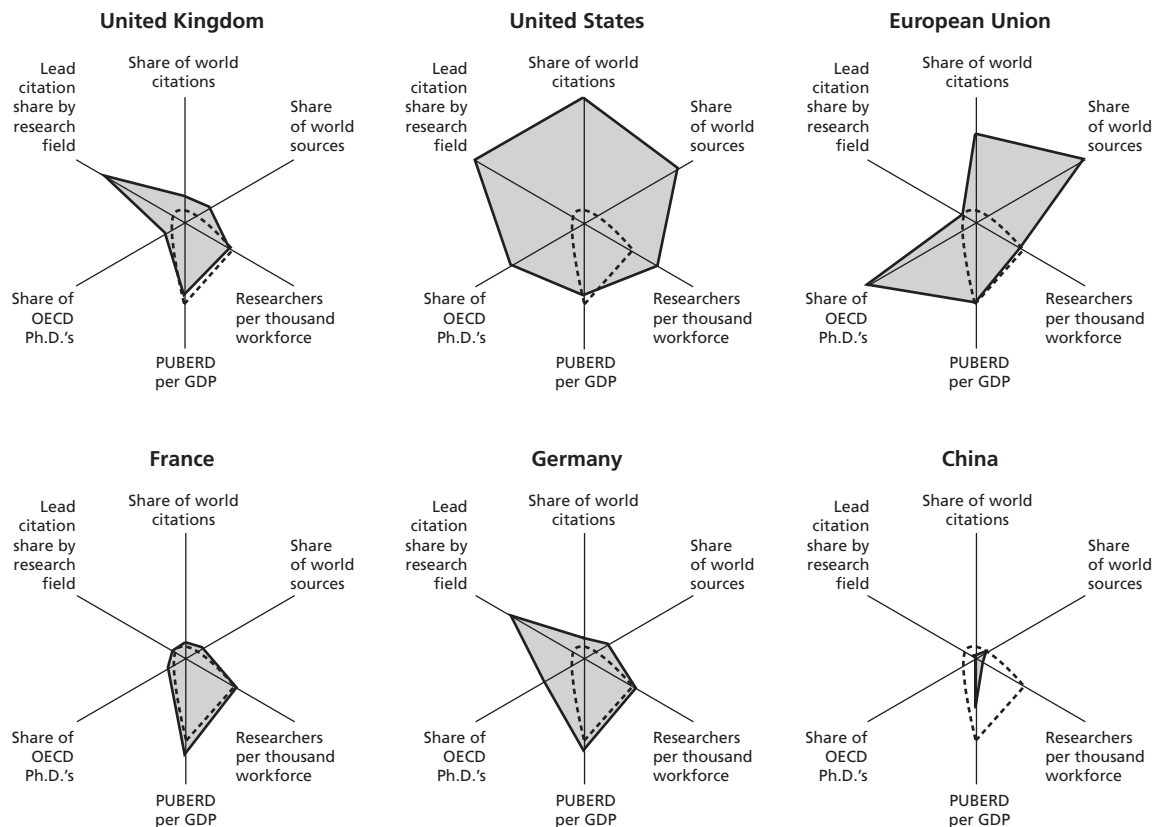 United Kingdom
Share of world
citations
Lead
citation
share by
research
field
Share
of world
sources
Share of
OECD
Ph.D.'s
Researchers
per thousand
workforce
PUBERD
per GDP
United States
Share of world
citations
Lead
citation
share by
research
field
Share
of world
sources
Share of
OECD
Ph.D.'s
Researchers
per thousand
workforce
PUBERD
per GDP
European Union
Share of world
citations
Lead
citation
share by
research
field
Share
of world
sources
Share of
OECD
Ph.D.'s
Researchers
per thousand
workforce
PUBERD
per GDP
France
Share of world
citations
Lead
citation
share by
research
field
Share
of world
sources
Share of
OECD
Ph.D.'s
Researchers
per thousand
workforce
PUBERD
per GDP
Germany
Share of world
citations
Lead
citation
share by
research
field
Share
of world
sources
Share of
OECD
Ph.D.'s
Researchers
per thousand
workforce
PUBERD
per GDP
China
Share of world
citations
Lead
citation
share by
research
field
Share
of world
sources
Share of
OECD
Ph.D.'s
Researchers
per thousand
workforce
PUBERD
per GDP